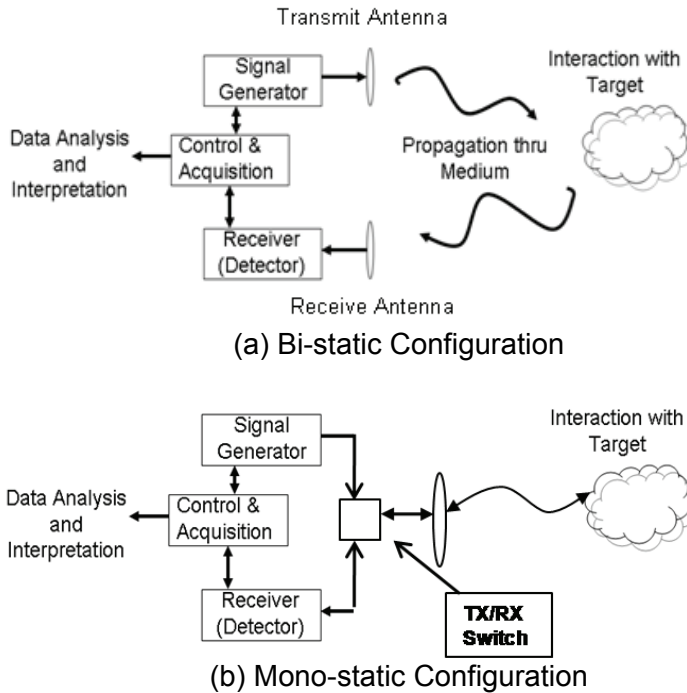 Transmit Antenna
Signal
Generator
Interaction with
Target
Data Analysis
and
Interpretation
Control &
Acquisition
Propagation thru
Medium
Receiver
(Detector)
Receive Antenna
(a) Bi-static Configuration
Signal
Generator
Interaction with
Target
Data Analysis
and
Interpretation
Control &
Acquisition
Receiver
(Detector)
TX/RX
Switch
(b) Mono-static Configuration